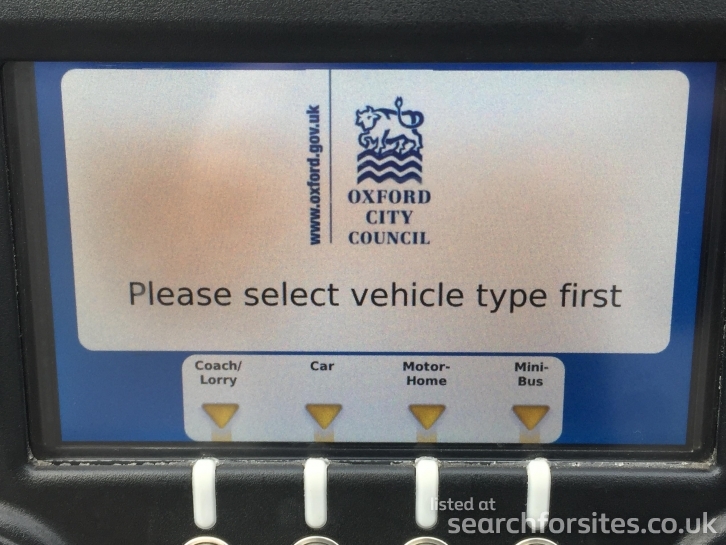 www.oxford.gov.uk
OXFORD
CITY
COUNCIL
Please select vehicle type first
Coach/
Lorry
Car
Motor-
Home
Mini-
Bus
listed at
searchforsites.co.uk